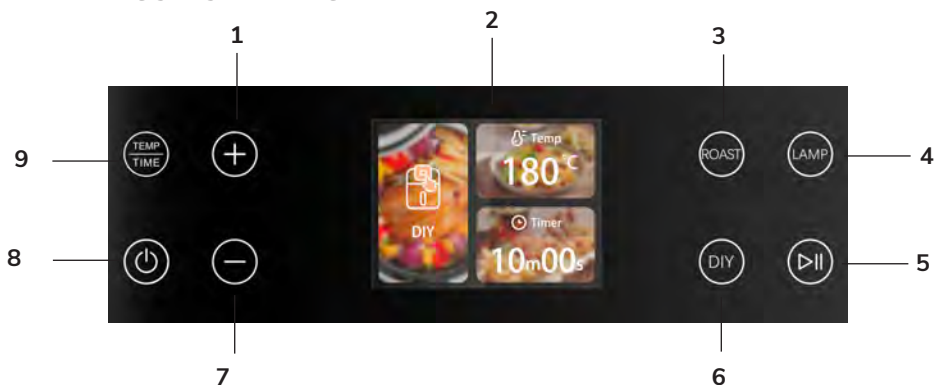 1
2
3
TEMP
TIME
9
Temp
180°C
ROAST
LAMP
4
DIY
Timer
10m00s
8
DIY
5
7
6